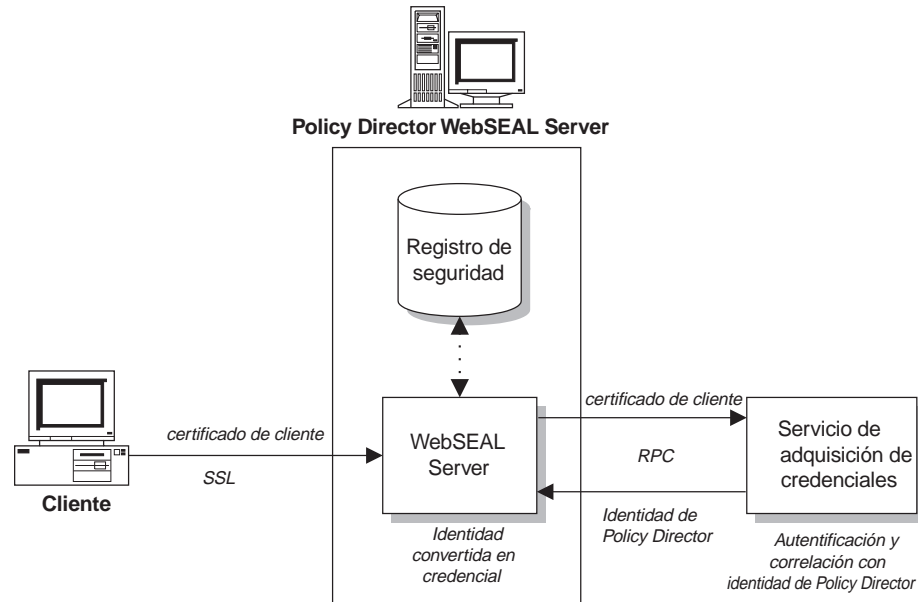 Policy Director WebSEAL Server
Registro de
seguridad
certificado de cliente
SSL
Cliente
WebSEAL
Server
Identidad
convertida en
credencial
certificado de cliente
RPC
Identidad de
Policy Director
Servicio de
adquisición de
credenciales
Autentificación y
correlación con
identidad de Policy Director